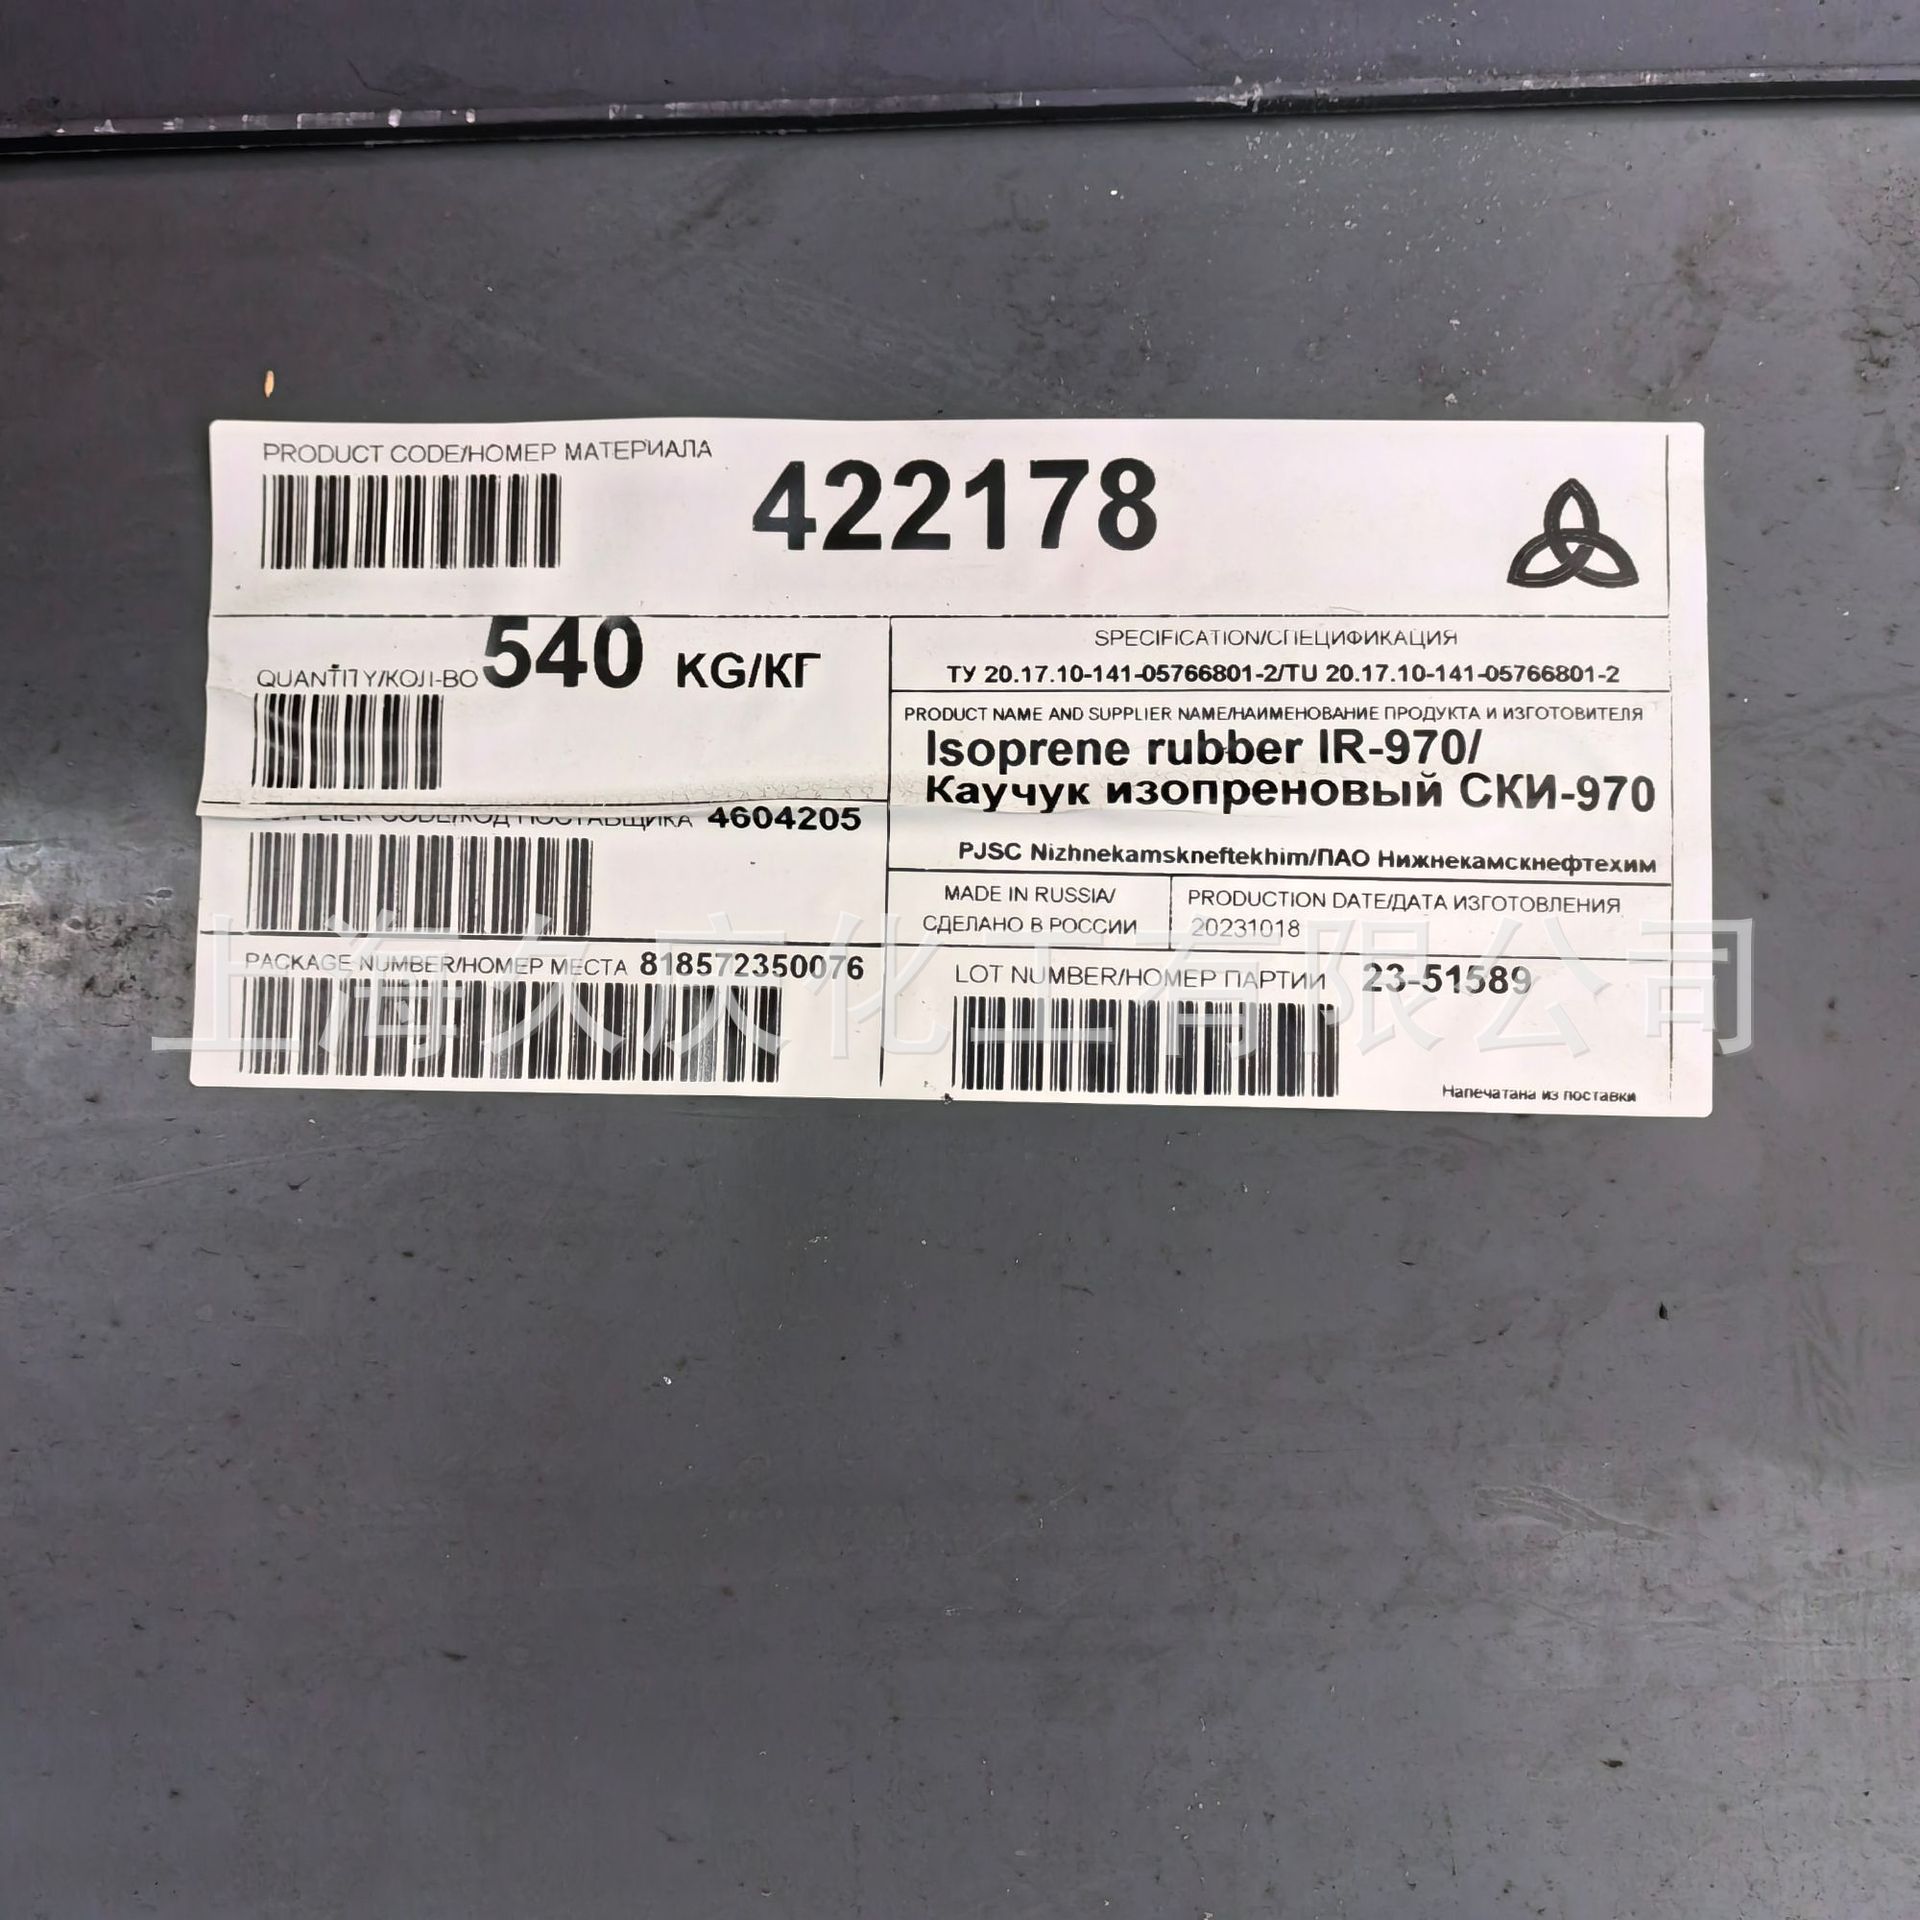 PRODUCT CODE/НОМЕР МАТЕРИАЛА
422178
QUANTITY/КОЛ-ВО 540 KG/КГ
SPECIFICATION/СПЕЦИФИКАЦИЯ
ТУ 20.17.10-141-05766801-2/TU 20.17.10-141-05766801-2
PRODUCT NAME AND SUPPLIER NAME/НАИМЕНОВАНИЕ ПРОДУКТА И ИЗГОТОВИТЕЛЯ
Isoprene rubber IR-970/
Каучук изопреновый СКИ-970
PJSC Nizhnekamskneftekhim/ПАО Нижнекамскнефтехим
SUPPLIER CODE/КОД ПОСТАВЩИКА 4604205
MADE IN RUSSIA/
СДЕЛАНО В РОССИИ
PRODUCTION DATE/ДАТА ИЗГОТОВЛЕНИЯ
20231018
PACKAGE NUMBER/НОМЕР МЕСТА 818572350076
LOT NUMBER/НОМЕР ПАРТИИ 23-51589
Напечатана из поставки
上海久庆化工有限公司